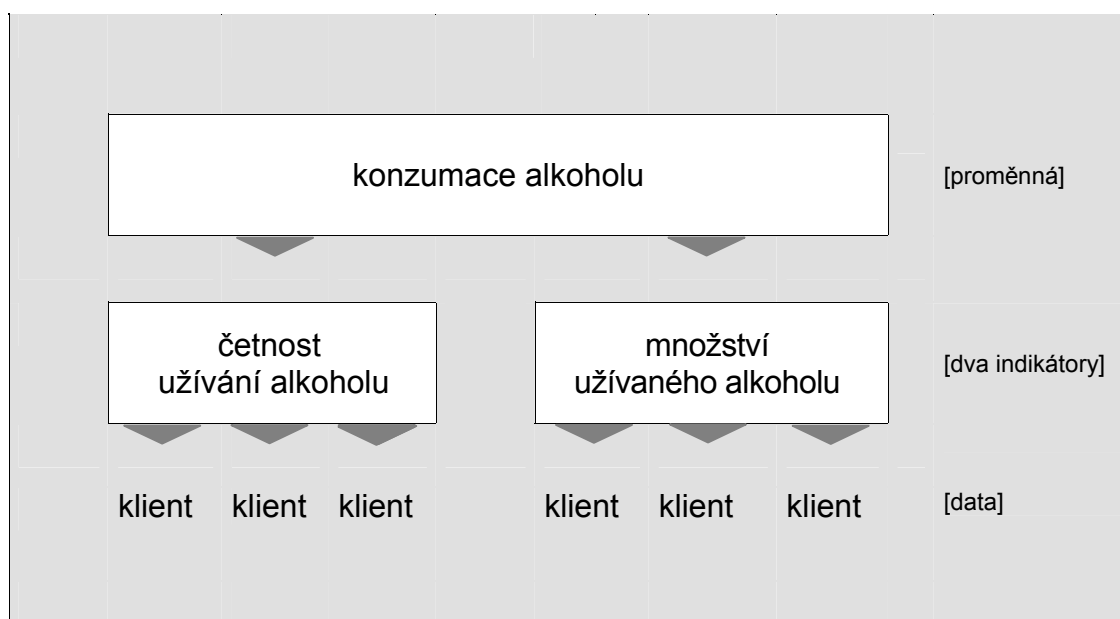 konzumace alkoholu
[proměnná]
četnost
užívání alkoholu
množství
užívaného alkoholu
[dva indikátory]
klient klient klient klient klient klient
[data]